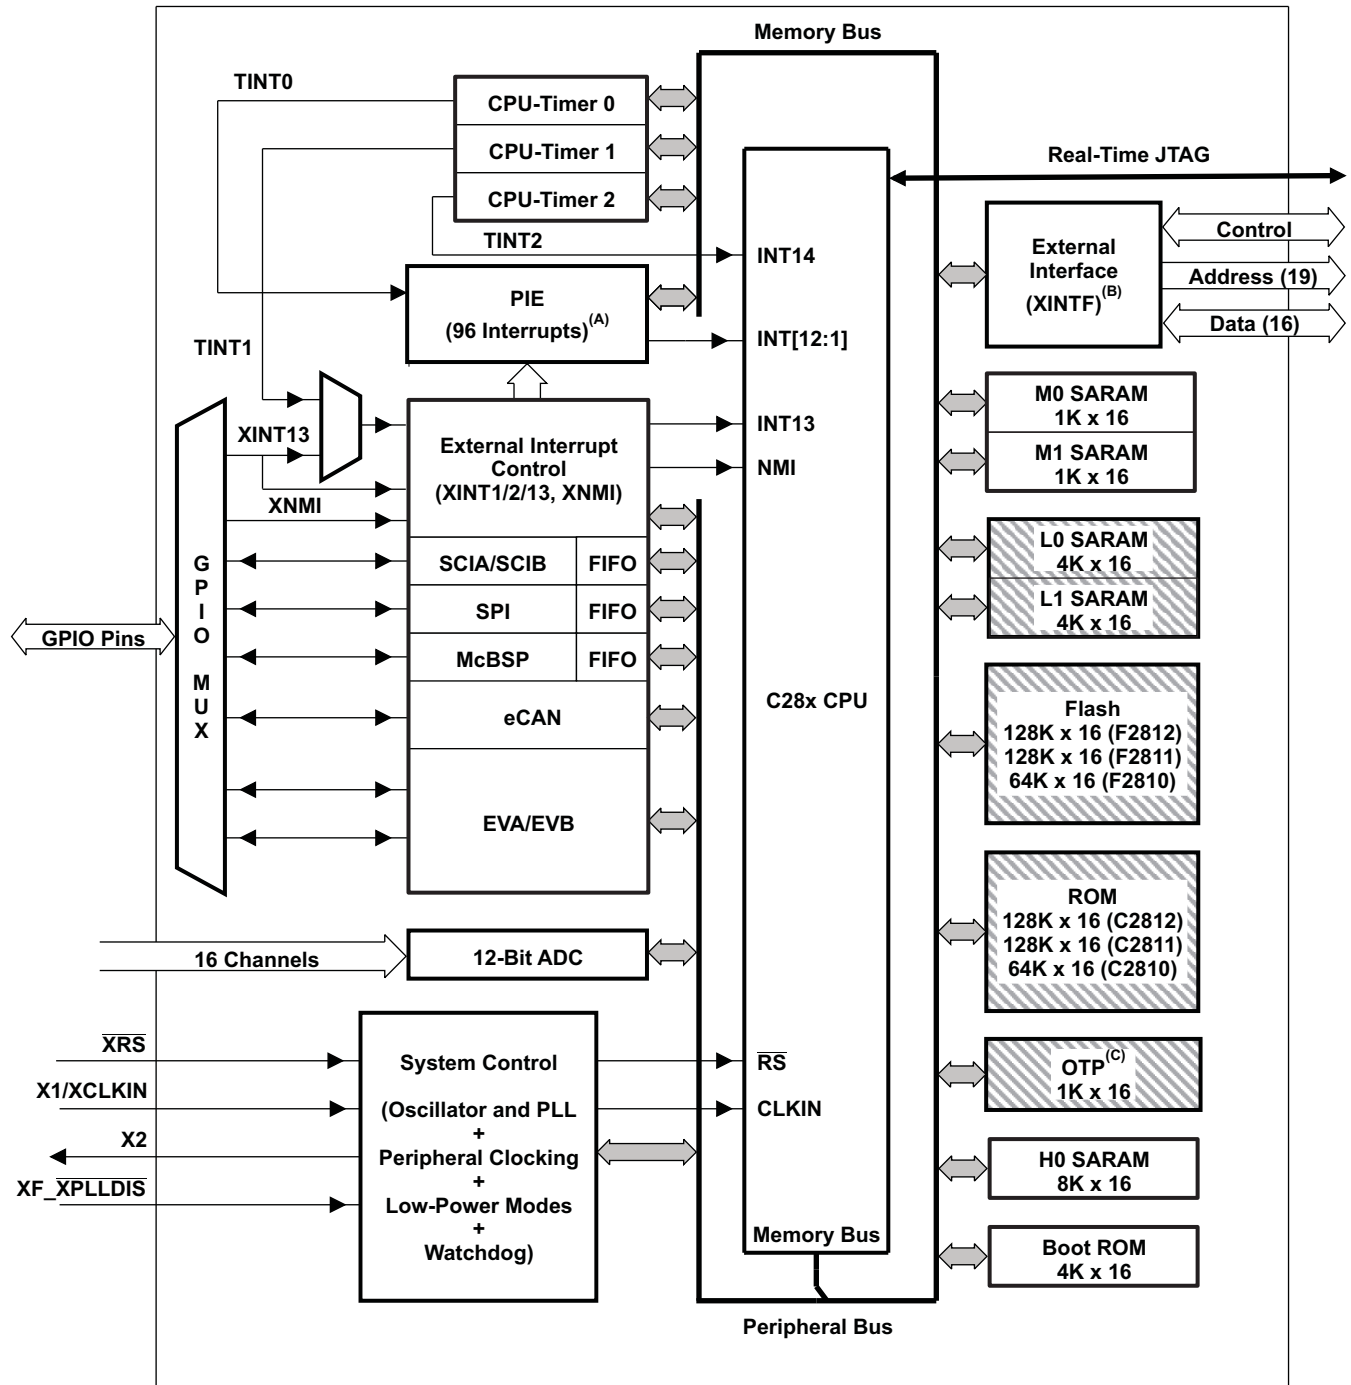 Memory Bus
TINT0
CPU-Timer 0
CPU-Timer 1
CPU-Timer 2
Real-Time JTAG
TINT2
INT14
External
Interface
(XINTF)(B)
Control
Address (19)
Data (16)
PIE
(96 Interrupts)(A)
INT[12:1]
TINT1
XINT13
External Interrupt
Control
(XINT1/2/13, XNMI)
INT13
NMI
XNMI
M0 SARAM
1K x 16
M1 SARAM
1K x 16
L0 SARAM
4K x 16
L1 SARAM
4K x 16
GPIO Pins
GPIO MUX
SCIA/SCIB
FIFO
SPI
FIFO
McBSP
FIFO
eCAN
EVA/EVB
C28x CPU
Flash
128K x 16 (F2812)
128K x 16 (F2811)
64K x 16 (F2810)
ROM
128K x 16 (C2812)
128K x 16 (C2811)
64K x 16 (C2810)
16 Channels
12-Bit ADC
XRS
X1/XCLKIN
X2
XF_XPLLDIS
System Control
(Oscillator and PLL
+
Peripheral Clocking
+
Low-Power Modes
+
Watchdog)
RS
CLKIN
OTP(C)
1K x 16
H0 SARAM
8K x 16
Memory Bus
Boot ROM
4K x 16
Peripheral Bus